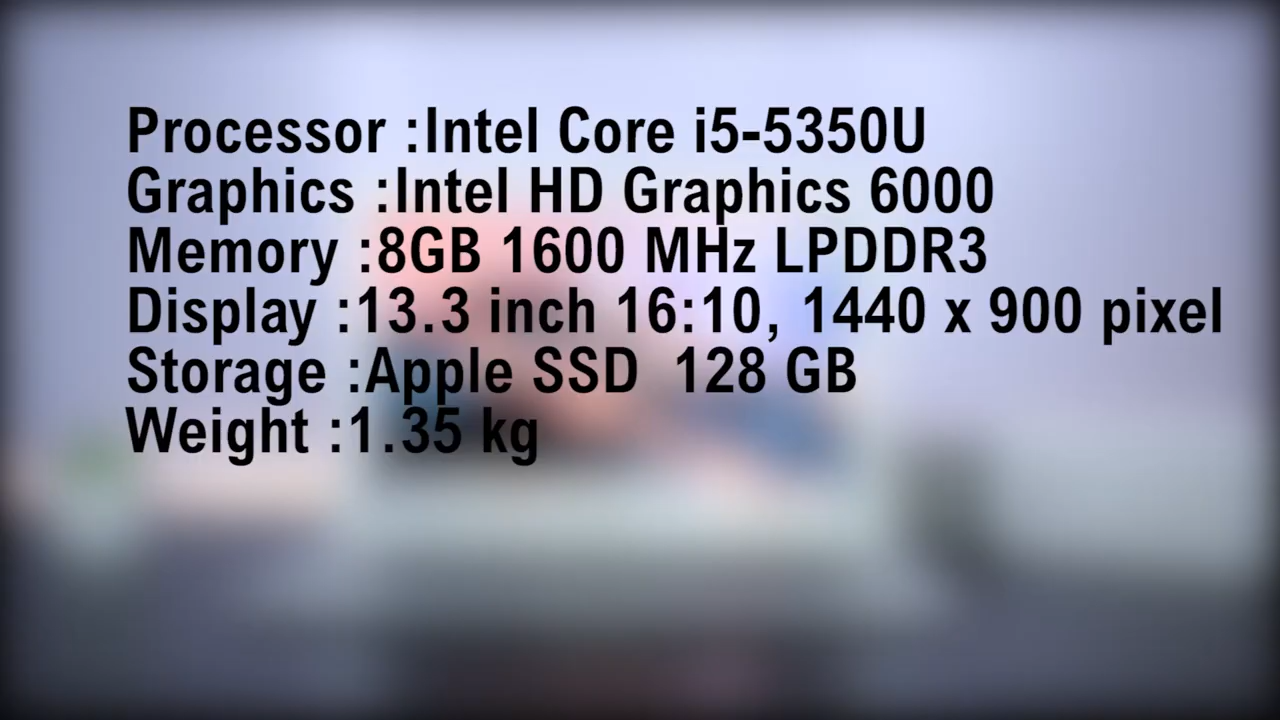 Processor :Intel Core i5-5350U
Graphics :Intel HD Graphics 6000
Memory :8GB 1600 MHz LPDDR3
Display :13.3 inch 16:10, 1440 x 900 pixel
Storage :Apple SSD  128 GB
Weight :1.35 kg